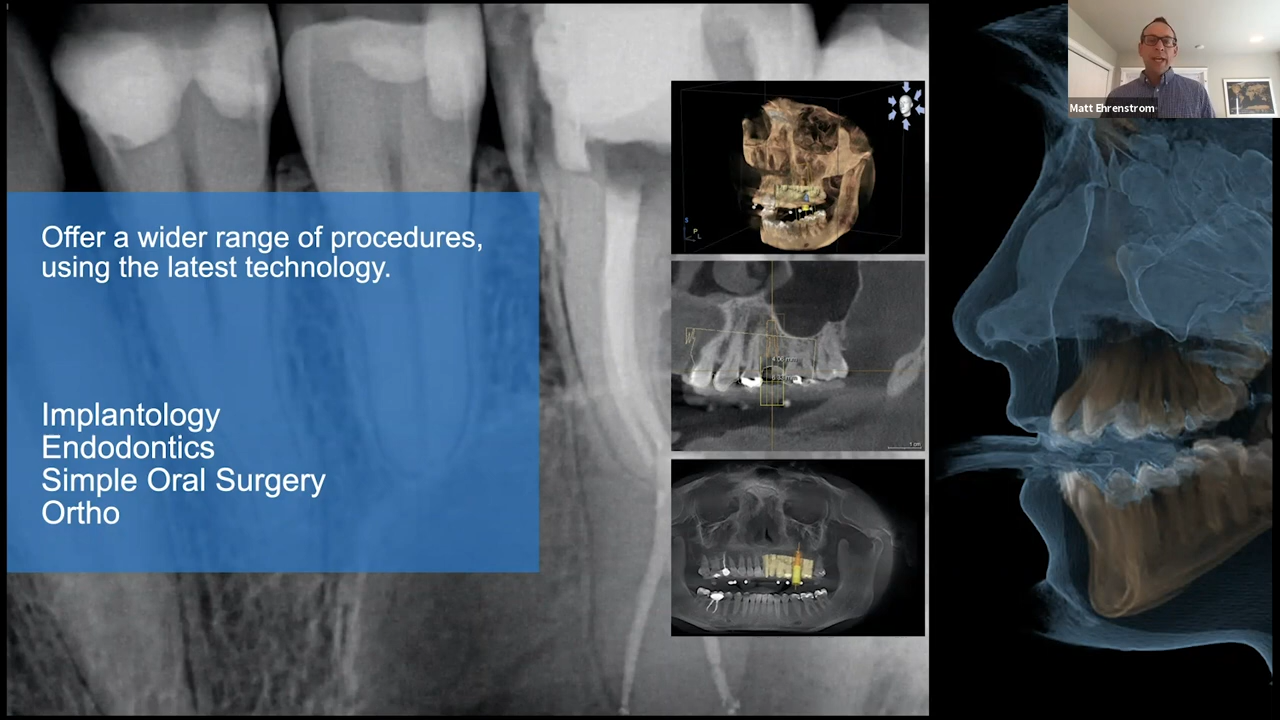 Offer a wider range of procedures,
using the latest technology.
Implantology
Endodontics
Simple Oral Surgery
Ortho
Matt Ehrenstrom